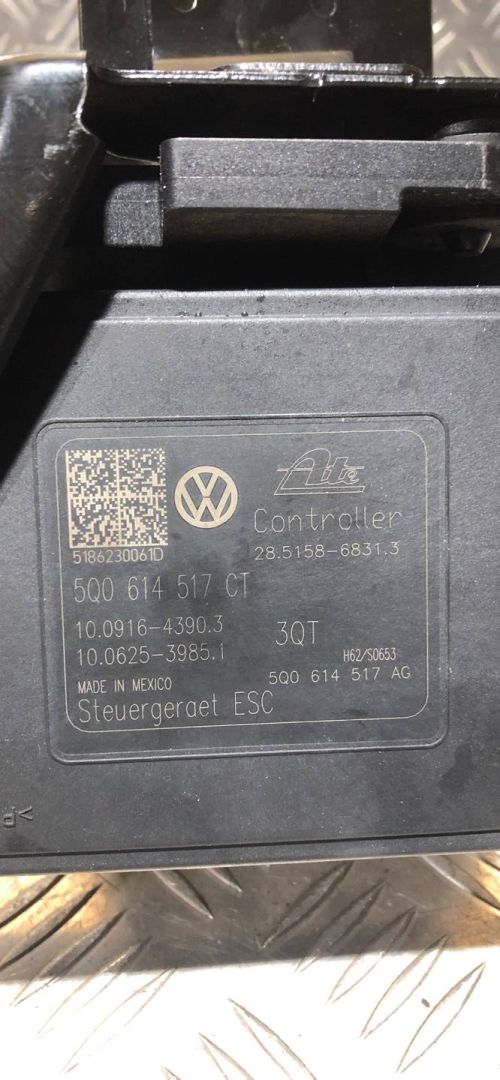 Ate
Controller
5186230061D
28.5158-6831.3
5Q0 614 517 CT
10.0916-4390.3
3QT
10.0625-3985.1
H62/S0653
MADE IN MEXICO
5Q0 614 517 AG
Steuergeraet ESC